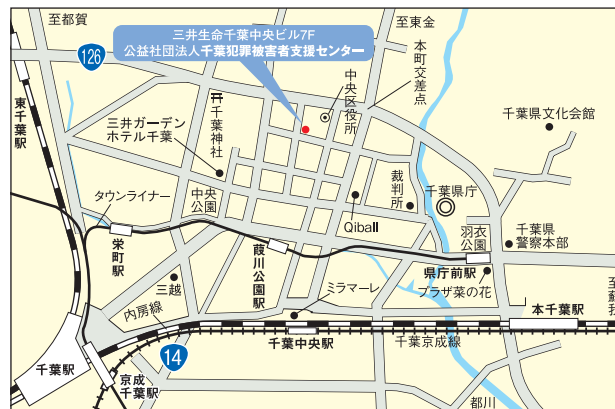 至都賀
至東金
三井生命千葉中央ビル7F
公益社団法人千葉犯罪被害者支援センター
126
本町交差点
東千葉駅
中央区役所
千葉神社
千葉県文化会館
三井ガーデン
ホテル千葉
裁判所
千葉県庁
タウンライナー
中央
公園
Qiball
羽衣
公園
千葉県
警察本部
栄町駅
葭川公園駅
県庁前駅
プラザ菜の花
三越
ミラマーレ
至蘇我
内房線
本千葉駅
14
千葉中央駅
千葉京成線
千葉駅
京成
千葉駅
都川